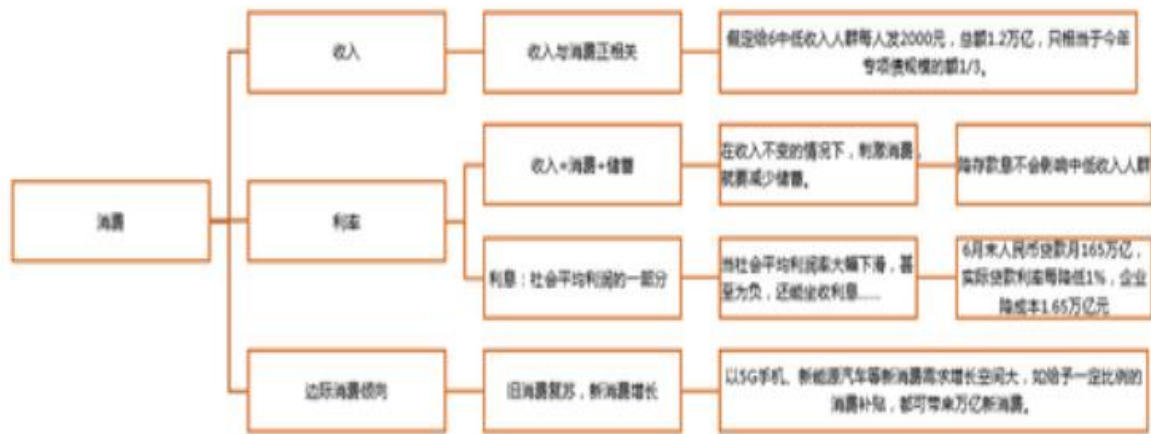 收入
收入与消费正相关
假定给6中低收入人群每人发2000元，总额1.2万亿，只相当于今年
专项债规模的额1/3。
收入=消费+储蓄
在收入不变的情况下，刺激消费，
就要减少储蓄。
降存款息不会影响中低收入人群
消费
利率
利息：社会平均利润的一部分
当社会平均利润率大幅下滑，甚
至为负，还能坐收利息……
6月末人民币贷款月165万亿，
实际贷款利率每降低1%，企业
降成本1.65万亿元
边际消费倾向
旧消费复苏，新消费增长
以5G手机、新能源汽车等新消费需求增长空间大，如给予一定比例的
消费补贴，都可带来万亿新消费。